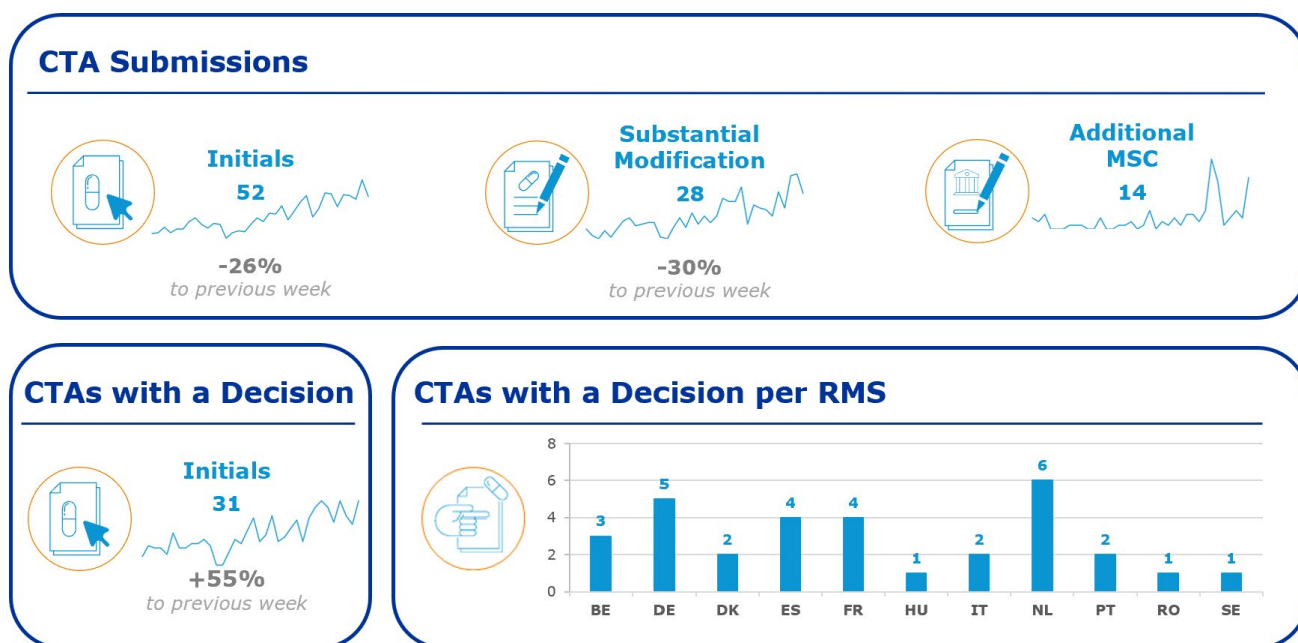 CTA Submissions
Initials
52
-26%
to previous week
Substantial
Modification
28
-30%
to previous week
Additional
MSC
14
CTAs with a Decision
Initials
31
+55%
to previous week
CTAs with a Decision per RMS
8
6
4
2
0
3
5
2
4
4
1
2
6
2
1
1
BE DE DK ES FR HU IT NL PT RO SE